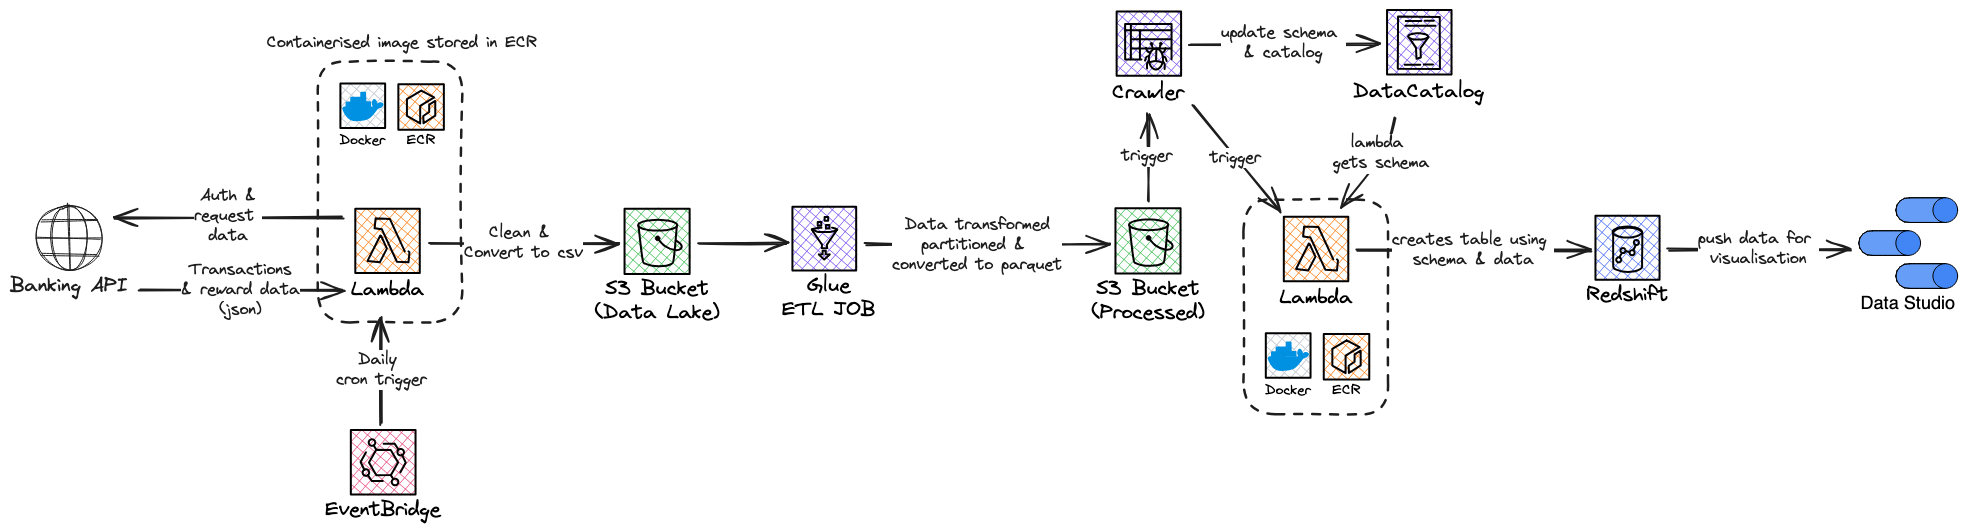 Containerised image stored in ECR
Docker
ECR
Auth &
request
data
Banking API
Transactions
& reward data
(json)
Lambda
Daily
cron trigger
EventBridge
Clean &
Convert to csv
S3 Bucket
(Data Lake)
Glue
ETL JOB
Data transformed
partitioned &
converted to parquet
S3 Bucket
(Processed)
trigger
Crawler
update schema
& catalog
DataCatalog
trigger
lambda
gets schema
Lambda
Docker
ECR
creates table using
schema & data
Redshift
push data for
visualisation
Data Studio